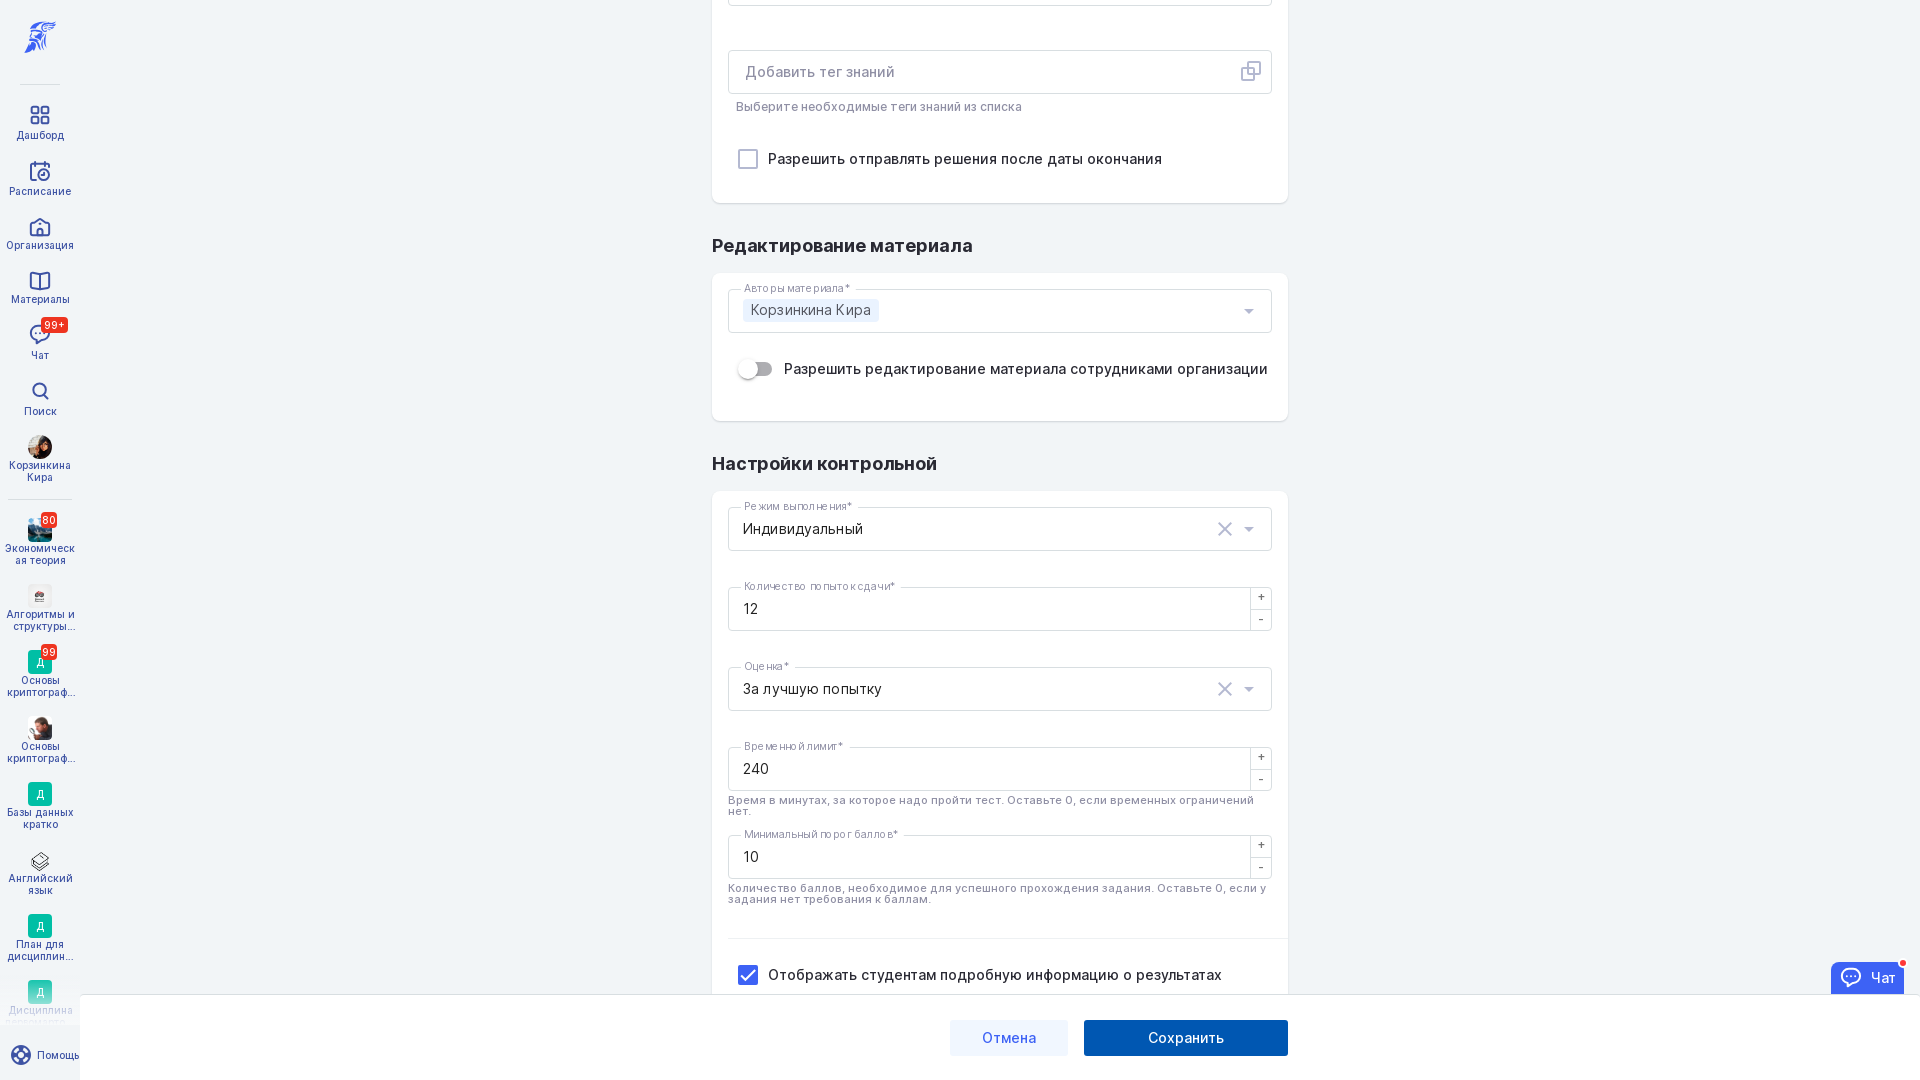 Дашборд
Расписание
Организация
Материалы
99+
Чат
Поиск
Корзинкина
Кира
80
Экономическ
ая теория
Алгоритмы и
структуры...
Д
99
Основы
криптограф...
Основы
криптограф...
Д
Базы данных
кратко
Английский
язык
Д
План для
дисциплин...
Д
Дисциплина
Помощь
Добавить тег знаний
Выберите необходимые теги знаний из списка
Разрешить отправлять решения после даты окончания
Редактирование материала
Авторы материала*
Корзинкина Кира
Разрешить редактирование материала сотрудниками организации
Настройки контрольной
Режим выполнения*
Индивидуальный
Количество попыток сдачи*
12
+
-
Оценка*
За лучшую попытку
Временной лимит*
240
+
-
Время в минутах, за которое надо пройти тест. Оставьте 0, если временных ограничений
нет.
Минимальный порог баллов*
10
+
-
Количество баллов, необходимое для успешного прохождения задания. Оставьте 0, если у
задания нет требования к баллам.
Отображать студентам подробную информацию о результатах
Чат
Отмена
Сохранить